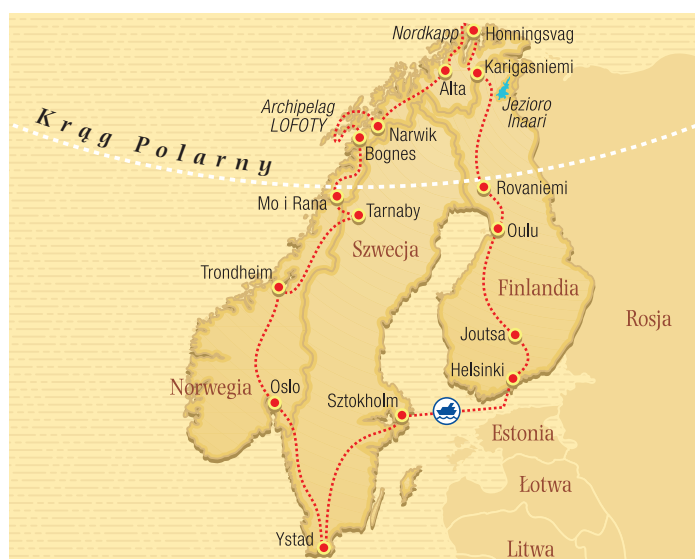 Nordkapp
Honningsvag
Karigasniemi
Alta
Jezioro
Inaari
Archipelag
LOFOTY
Narwik
Krąg Polarny
Bognes
Rovaniemi
Mo i Rana
Tarnaby
Oulu
Szwecja
Trondheim
Finlandia
Rosja
Joutsa
Helsinki
Norwegia
Oslo
Sztokholm
Estonia
Łotwa
Ystad
Litwa